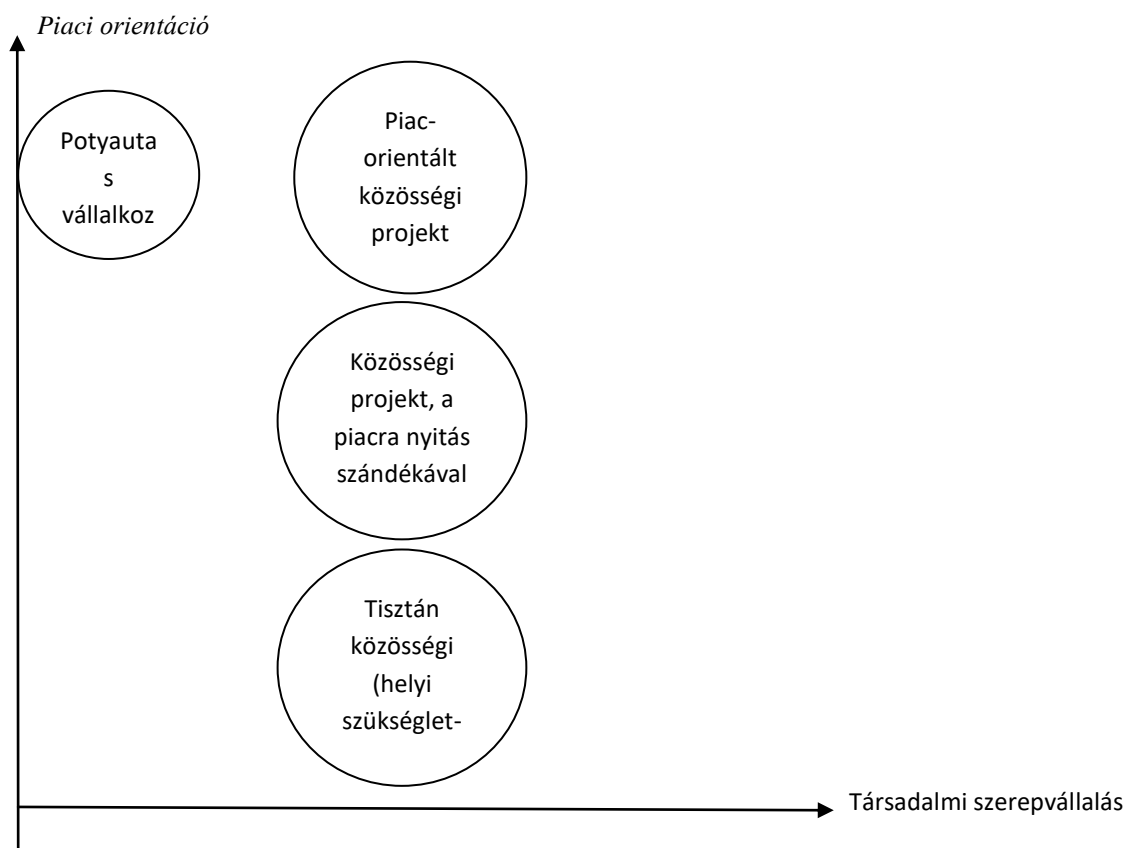 Piaci orientáció
Potyauta
s
vállalkoz
Piac-
orientált
közösségi
projekt
Közösségi
projekt, a
piacra nyitás
szándékával
Tisztán
közösségi
(helyi
szükséglet-
Társadalmi szerepvállalás